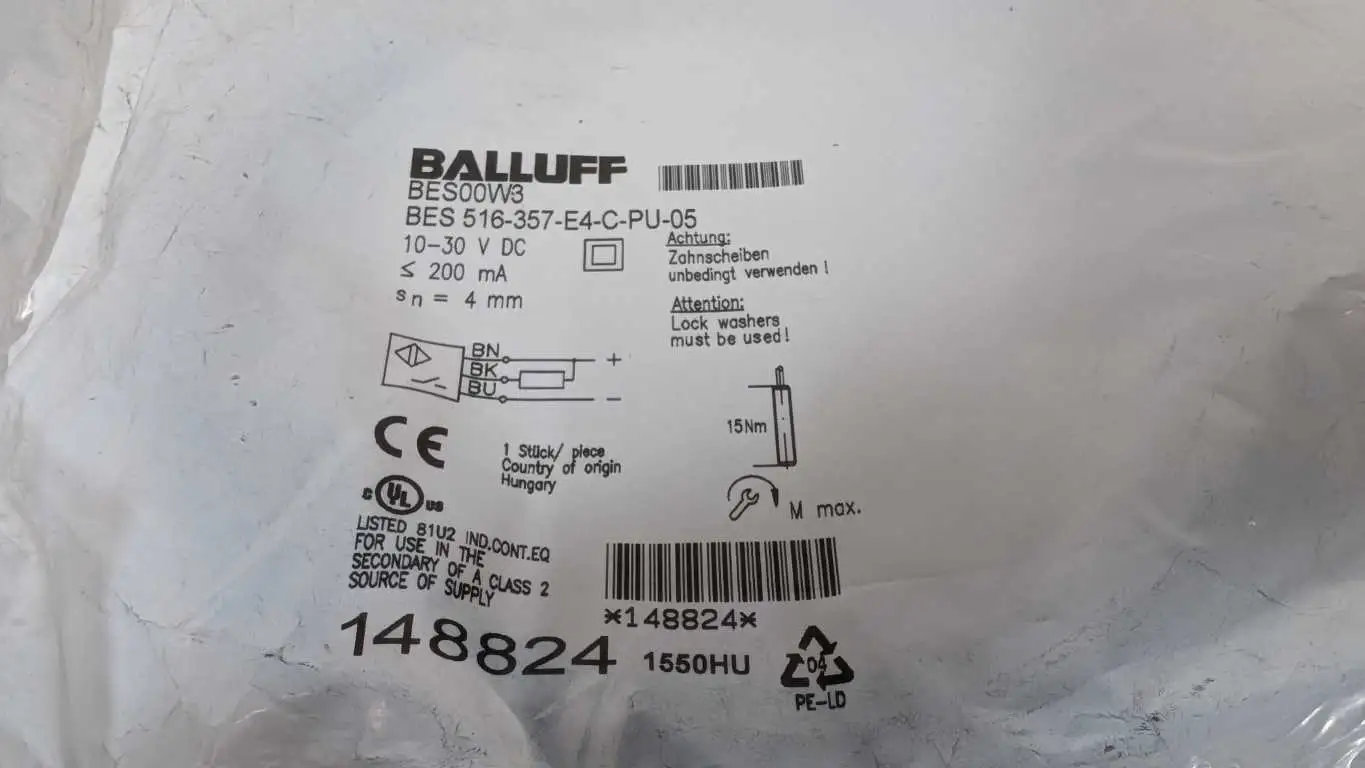 BALLUFF
BES00W3
BES 516-357-E4-C-PU-05
10-30 V DC
≤ 200 mA
sn = 4 mm
Achtung:
Zahnscheiben
unbedingt verwenden !
Attention:
Lock washers
must be used!
BN
BK
BU
+
−
15Nm
M max.
CE
1 Stück/ piece
Country of origin
Hungary
c UL us
LISTED 81U2 IND.CONT.EQ
FOR USE IN THE
SECONDARY OF A CLASS 2
SOURCE OF SUPPLY
*148824*
148824
1550HU
04
PE-LD